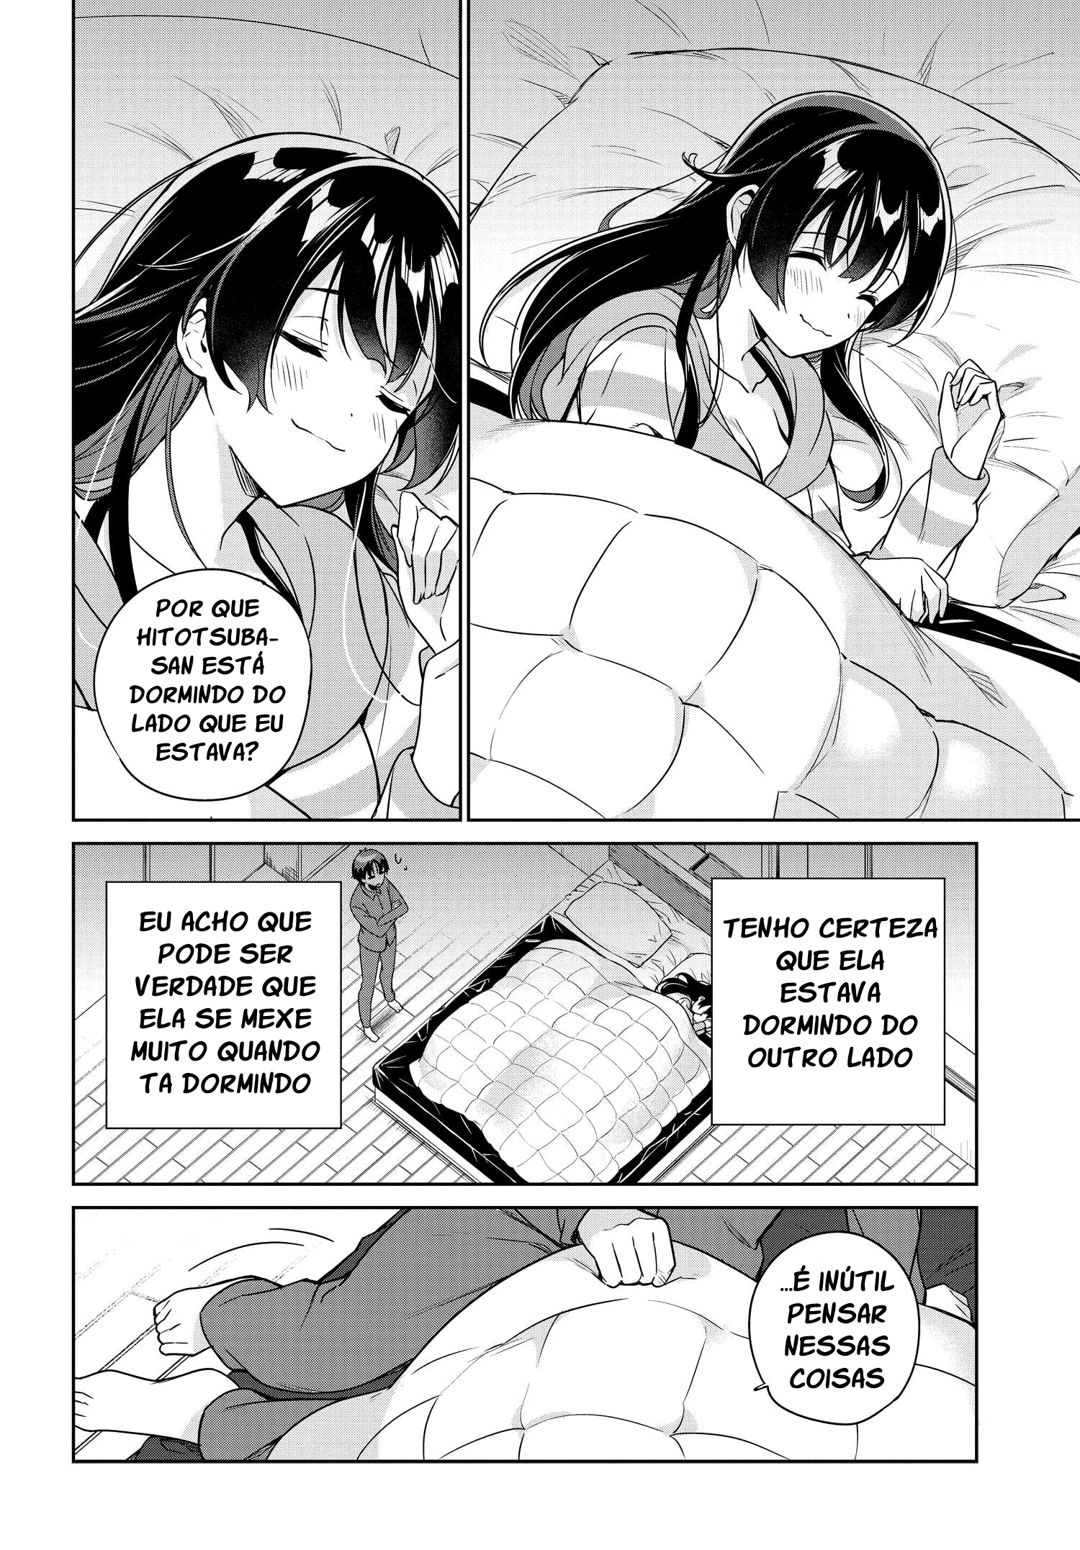 POR QUE
HITOTSUBA-
SAN ESTÁ
DORMINDO DO
LADO QUE EU
ESTAVA?
TENHO CERTEZA
QUE ELA
ESTAVA
DORMINDO DO
OUTRO LADO
EU ACHO QUE
PODE SER
VERDADE QUE
ELA SE MEXE
MUITO QUANDO
TA DORMINDO
...É INÚTIL
PENSAR
NESSAS
COISAS